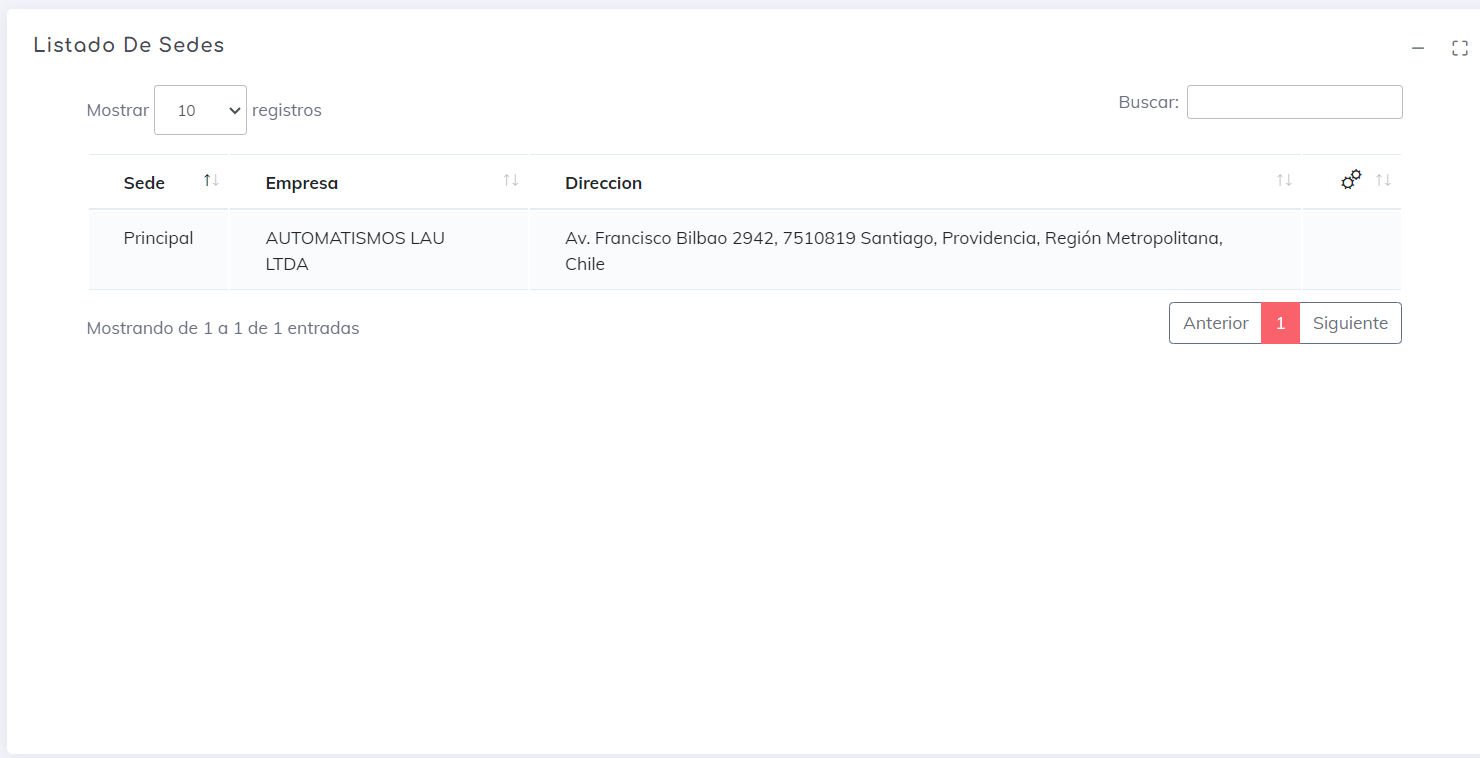 Listado De Sedes
Mostrar 10 registros
Buscar:
Sede Empresa Direccion
Principal AUTOMATISMOS LAU LTDA Av. Francisco Bilbao 2942, 7510819 Santiago, Providencia, Región Metropolitana, Chile
Mostrando de 1 a 1 de 1 entradas
Anterior 1 Siguiente